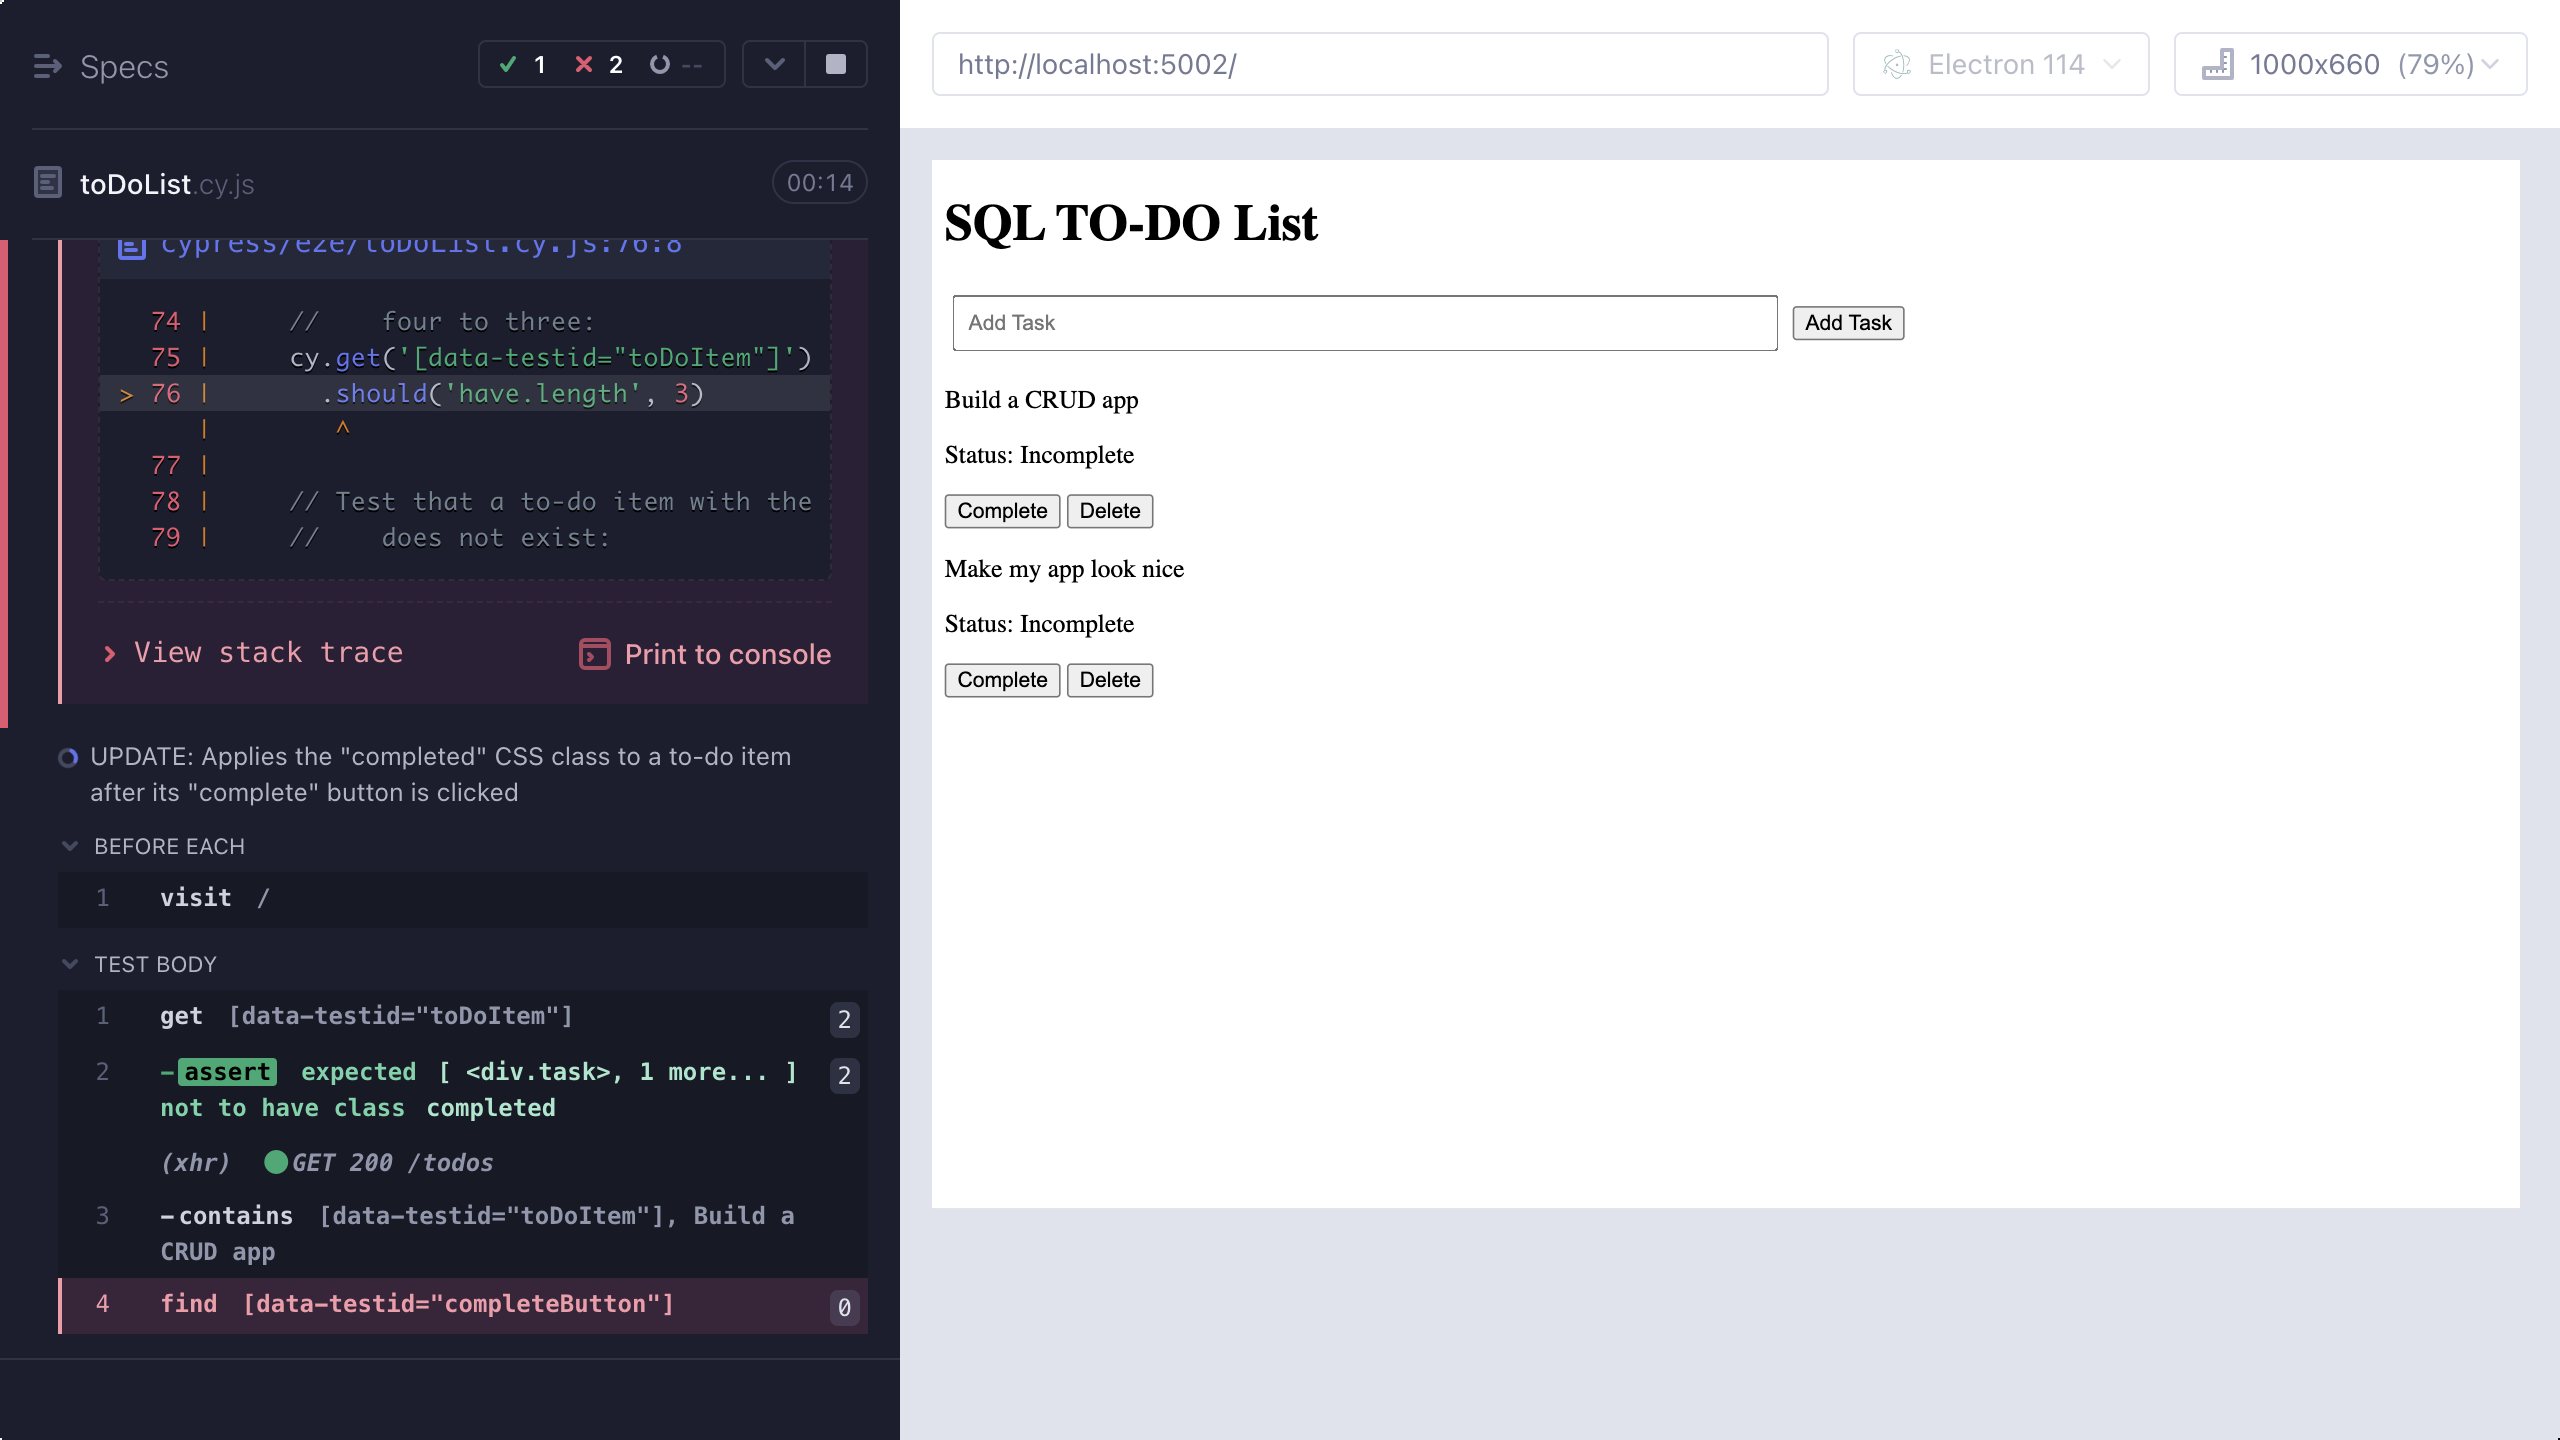 Specs
1 2 --
toDoList.cy.js 00:14
cypress/e2e/toDoList.cy.js:76:8
74 | // four to three:
75 | cy.get('[data-testid="toDoItem"]')
> 76 | .should('have.length', 3)
| ^
77 |
78 | // Test that a to-do item with the
79 | // does not exist:
View stack trace
Print to console
UPDATE: Applies the "completed" CSS class to a to-do item
after its "complete" button is clicked
BEFORE EACH
1 visit /
TEST BODY
1 get [data-testid="toDoItem"] 2
2 -assert expected [ <div.task>, 1 more... ] 2
not to have class completed
(xhr) GET 200 /todos
3 -contains [data-testid="toDoItem"], Build a
CRUD app
4 find [data-testid="completeButton"] 0
http://localhost:5002/
Electron 114
1000x660 (79%)
SQL TO-DO List
Add Task
Add Task
Build a CRUD app
Status: Incomplete
Complete Delete
Make my app look nice
Status: Incomplete
Complete Delete